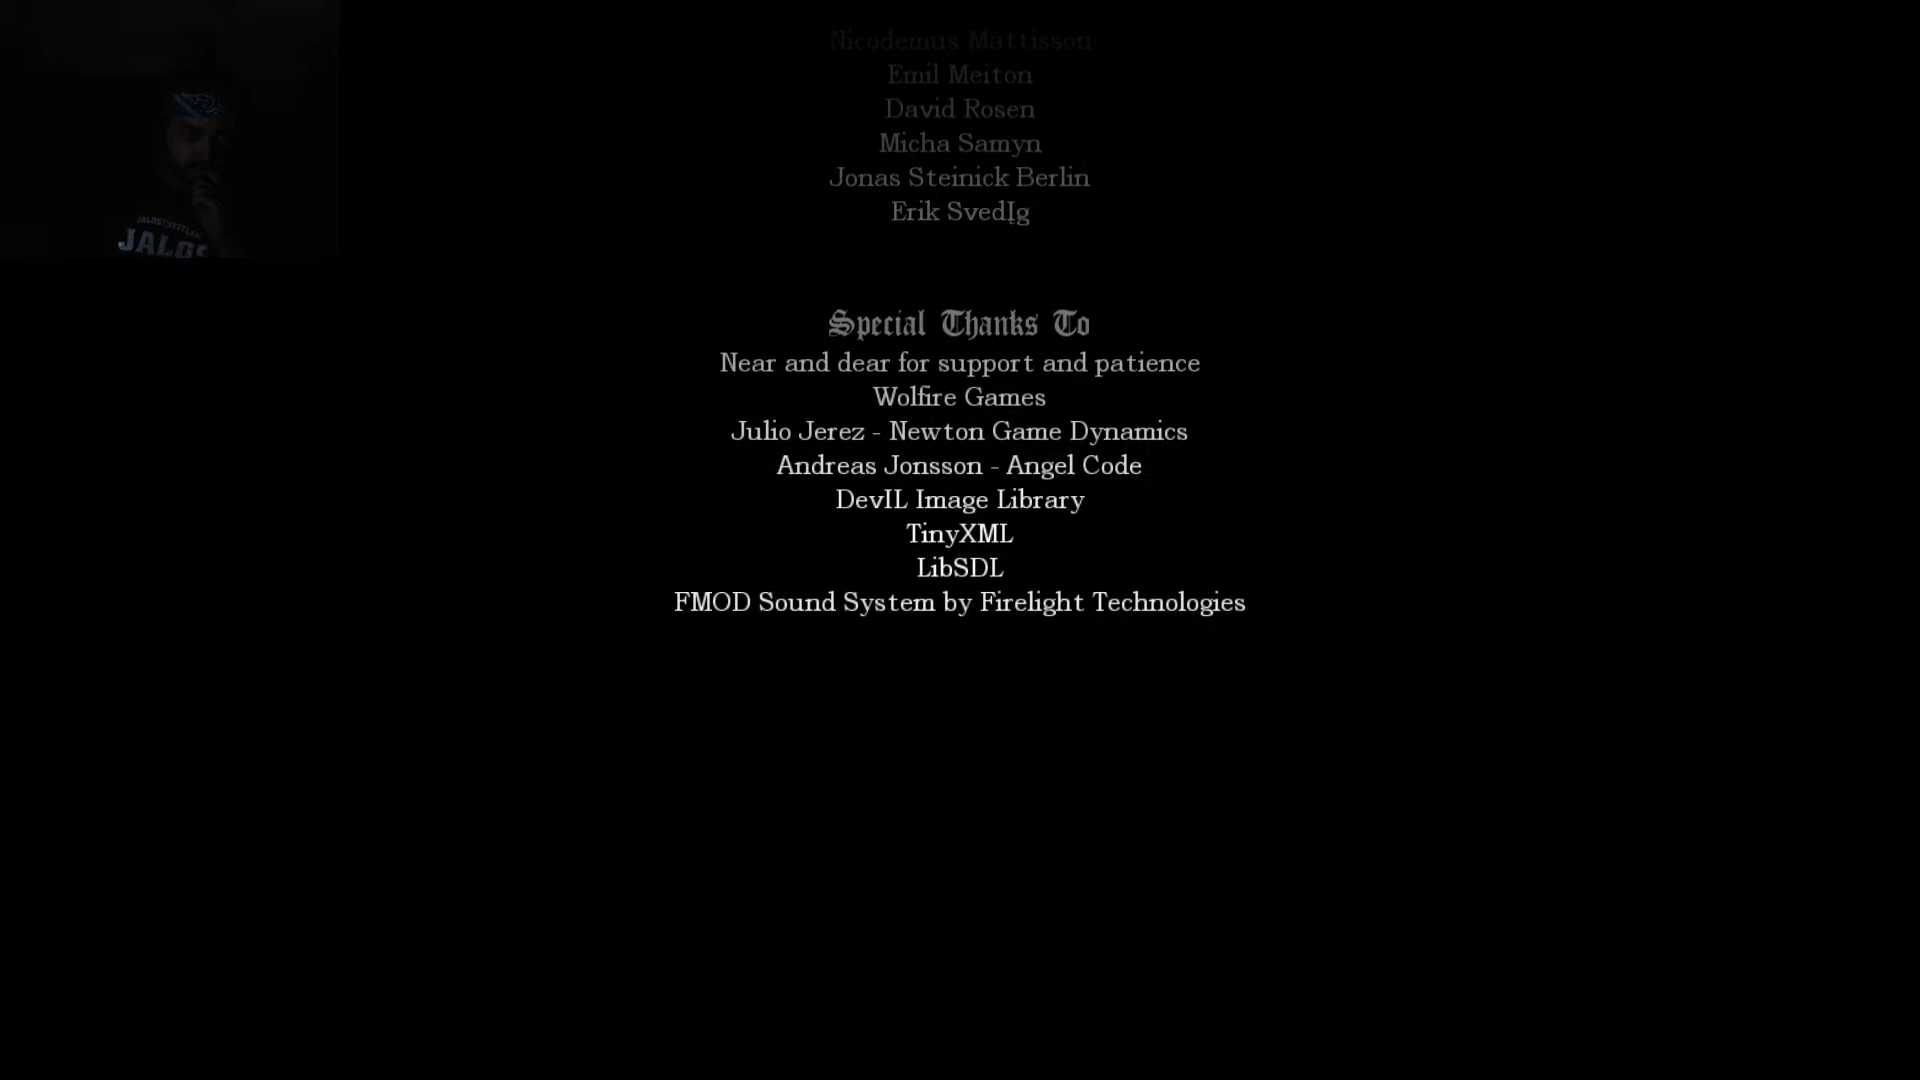 Nicodemus Mattisson
Emil Meiton
David Rosen
Micha Samyn
Jonas Steinick Berlin
Erik SvedĮg
Special Thanks To
Near and dear for support and patience
Wolfire Games
Julio Jerez - Newton Game Dynamics
Andreas Jonsson - Angel Code
DevIL Image Library
TinyXML
LibSDL
FMOD Sound System by Firelight Technologies
JALOS